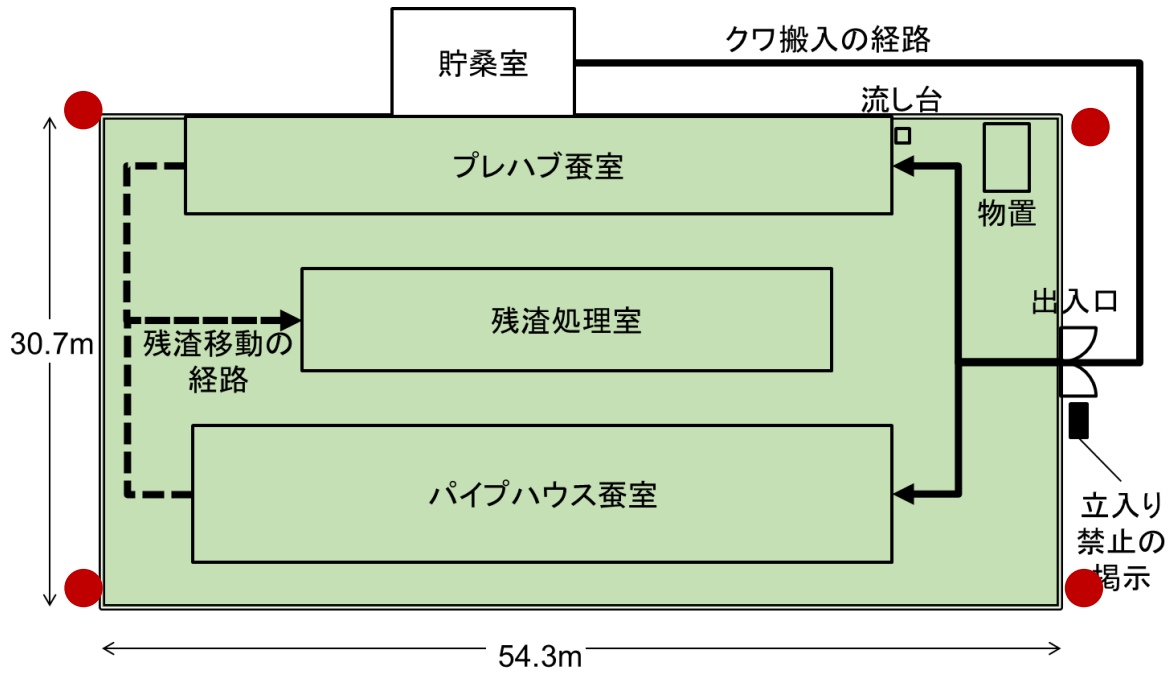 貯桑室
クワ搬入の経路
流し台
プレハブ蚕室
物置
出入口
残渣処理室
30.7m
残渣移動の
経路
パイプハウス蚕室
立入り
禁止の
掲示
54.3m